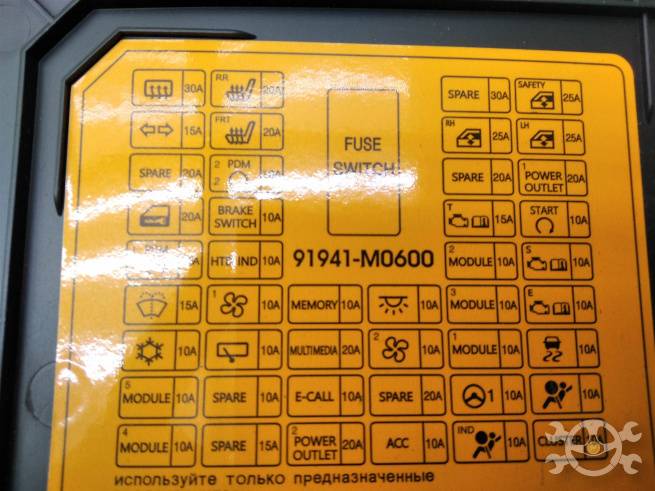 30A RR 20A SPARE 30A SAFETY 25A
15A FRT 20A FUSE SWITCH RH 25A LH 25A
SPARE 20A 2 PDM 2 SPARE 20A 1 POWER OUTLET 20A
20A BRAKE SWITCH 10A T 15A START 10A
HTD IND 10A 91941-M0600 2 MODULE 10A S 10A
15A 1 10A MEMORY 10A 10A 3 MODULE 10A E 10A
10A 10A MULTIMEDIA 20A 2 10A 1 MODULE 10A 10A
5 MODULE 10A SPARE 10A E-CALL 10A SPARE 20A 1 10A 10A
4 MODULE 10A SPARE 15A 2 POWER OUTLET 20A ACC 10A IND 10A CLUSTER 10A
используйте только предназначенные